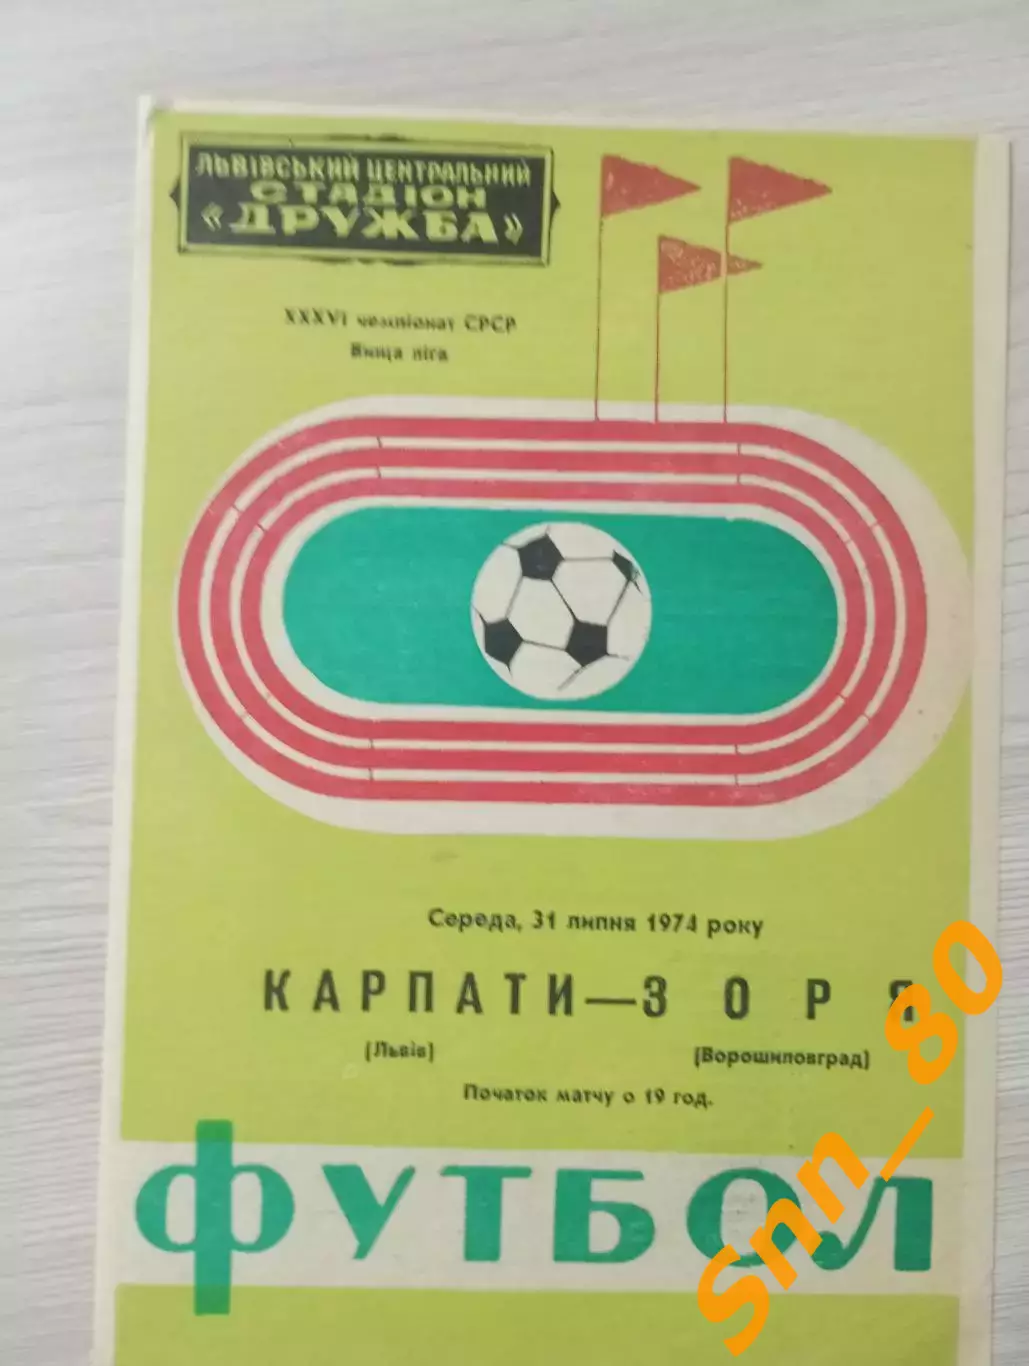 ЛЬВІВСЬКИЙ ЦЕНТРАЛЬНИЙ
СТАДІОН
«ДРУЖБА»
XXXVI чемпіонат СРСР
Вища ліга
Середа, 31 липня 1974 року
КАРПАТИ—ЗОРЯ
(Львів) (Ворошиловград)
Початок матчу о 19 год.
ФУТБОЛ
Snn_80